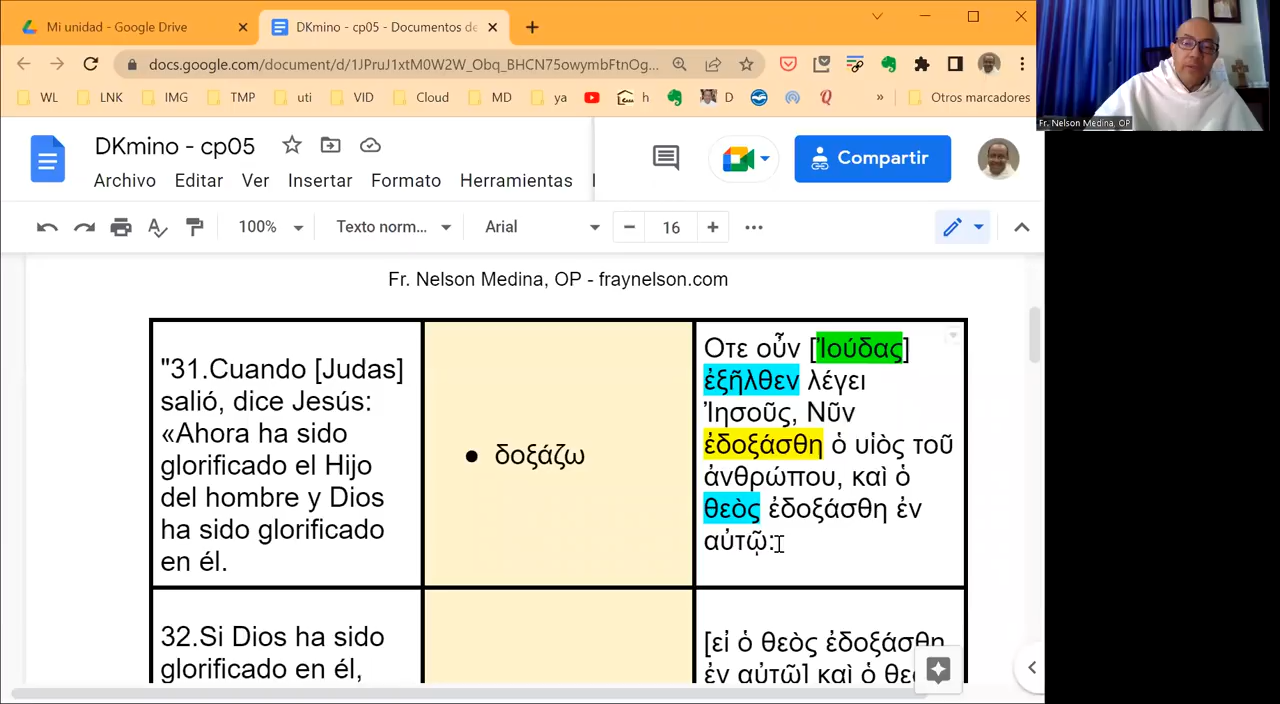 Mi unidad - Google Drive
DKmino - cp05 - Documentos de
docs.google.com/document/d/1JPruJ1xtM0W2W_Obq_BHCN75owymbFtnOg...
WL LNK IMG TMP uti VID Cloud MD ya h D » Otros marcadores
Fr. Nelson Medina, OP
DKmino - cp05
Compartir
Archivo Editar Ver Insertar Formato Herramientas
100% Texto norm... Arial 16
Fr. Nelson Medina, OP - fraynelson.com
"31.Cuando [Judas]
salió, dice Jesús:
«Ahora ha sido
glorificado el Hijo
del hombre y Dios
ha sido glorificado
en él.
● δοξάζω
Οτε οὖν [Ἰούδας]
ἐξῆλθεν λέγει
Ἰησοῦς, Νῦν
ἐδοξάσθη ὁ υἱὸς τοῦ
ἀνθρώπου, καὶ ὁ
θεὸς ἐδοξάσθη ἐν
αὐτῷ:
32.Si Dios ha sido
glorificado en él,
[εἰ ὁ θεὸς ἐδοξάσθη
ἐν αὐτῷ] καὶ ὁ